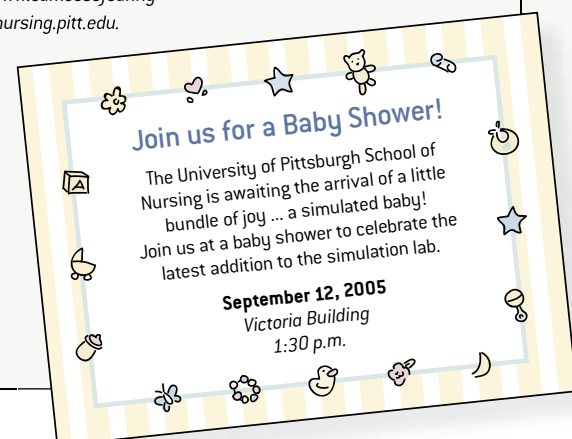 nursing.pitt.edu.
Join us for a Baby Shower!
The University of Pittsburgh School of
Nursing is awaiting the arrival of a little
bundle of joy ... a simulated baby!
Join us at a baby shower to celebrate the
latest addition to the simulation lab.
September 12, 2005
Victoria Building
1:30 p.m.
A